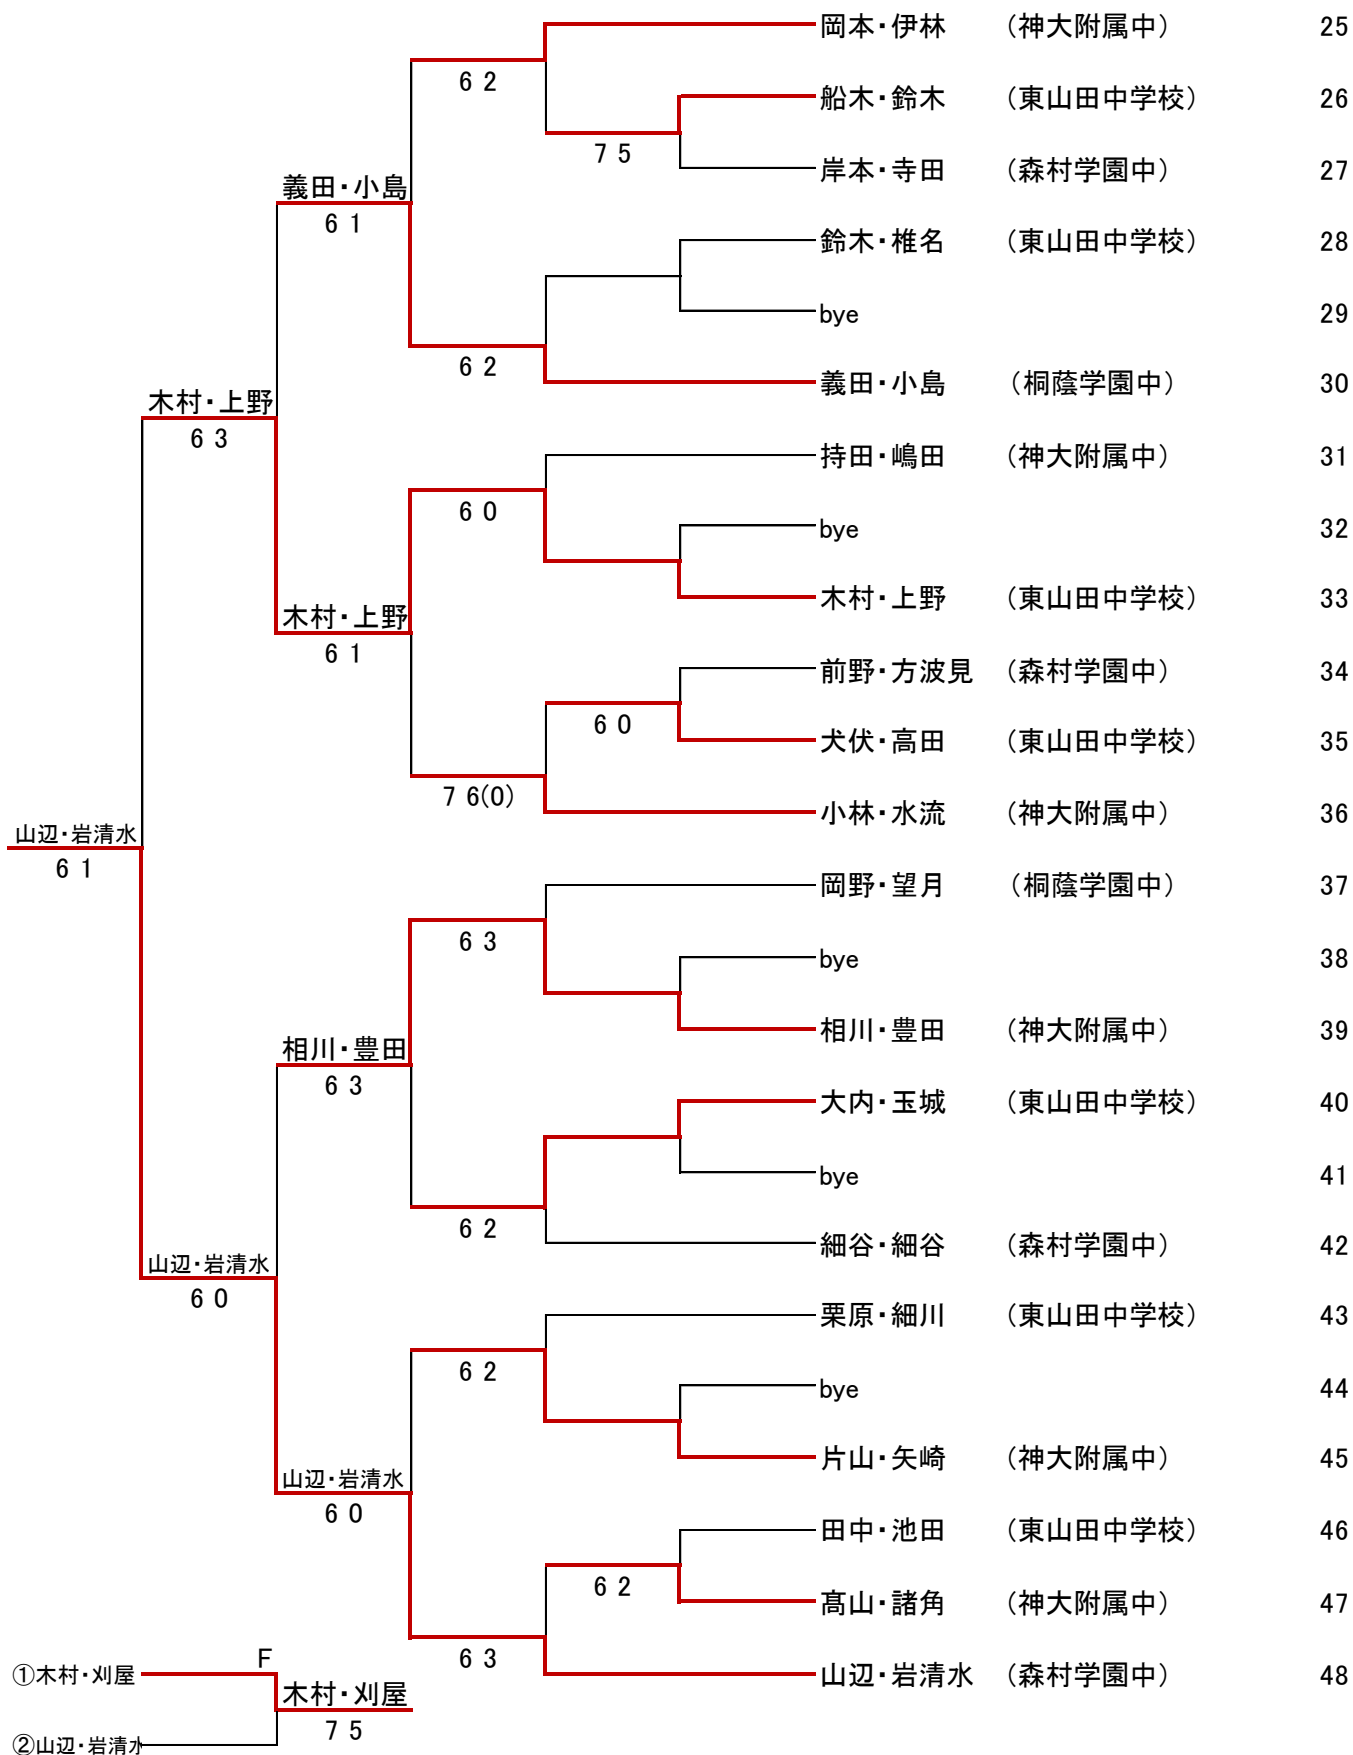 岡本・伊林 （神大附属中） 25
6 2
船木・鈴木 （東山田中学校） 26
7 5
岸本・寺田 （森村学園中） 27
義田・小島
6 1
鈴木・椎名 （東山田中学校） 28
bye 29
6 2
義田・小島 （桐蔭学園中） 30
木村・上野
6 3
持田・嶋田 （神大附属中） 31
6 0
bye 32
木村・上野 （東山田中学校） 33
木村・上野
6 1
前野・方波見 （森村学園中） 34
6 0
犬伏・高田 （東山田中学校） 35
7 6(0)
小林・水流 （神大附属中） 36
山辺・岩清水
6 1
岡野・望月 （桐蔭学園中） 37
6 3
bye 38
相川・豊田 （神大附属中） 39
相川・豊田
6 3
大内・玉城 （東山田中学校） 40
bye 41
6 2
細谷・細谷 （森村学園中） 42
山辺・岩清水
6 0
栗原・細川 （東山田中学校） 43
6 2
bye 44
片山・矢崎 （神大附属中） 45
山辺・岩清水
6 0
田中・池田 （東山田中学校） 46
6 2
髙山・諸角 （神大附属中） 47
6 3
山辺・岩清水 （森村学園中） 48
F
①木村・刈屋
木村・刈屋
7 5
②山辺・岩清水